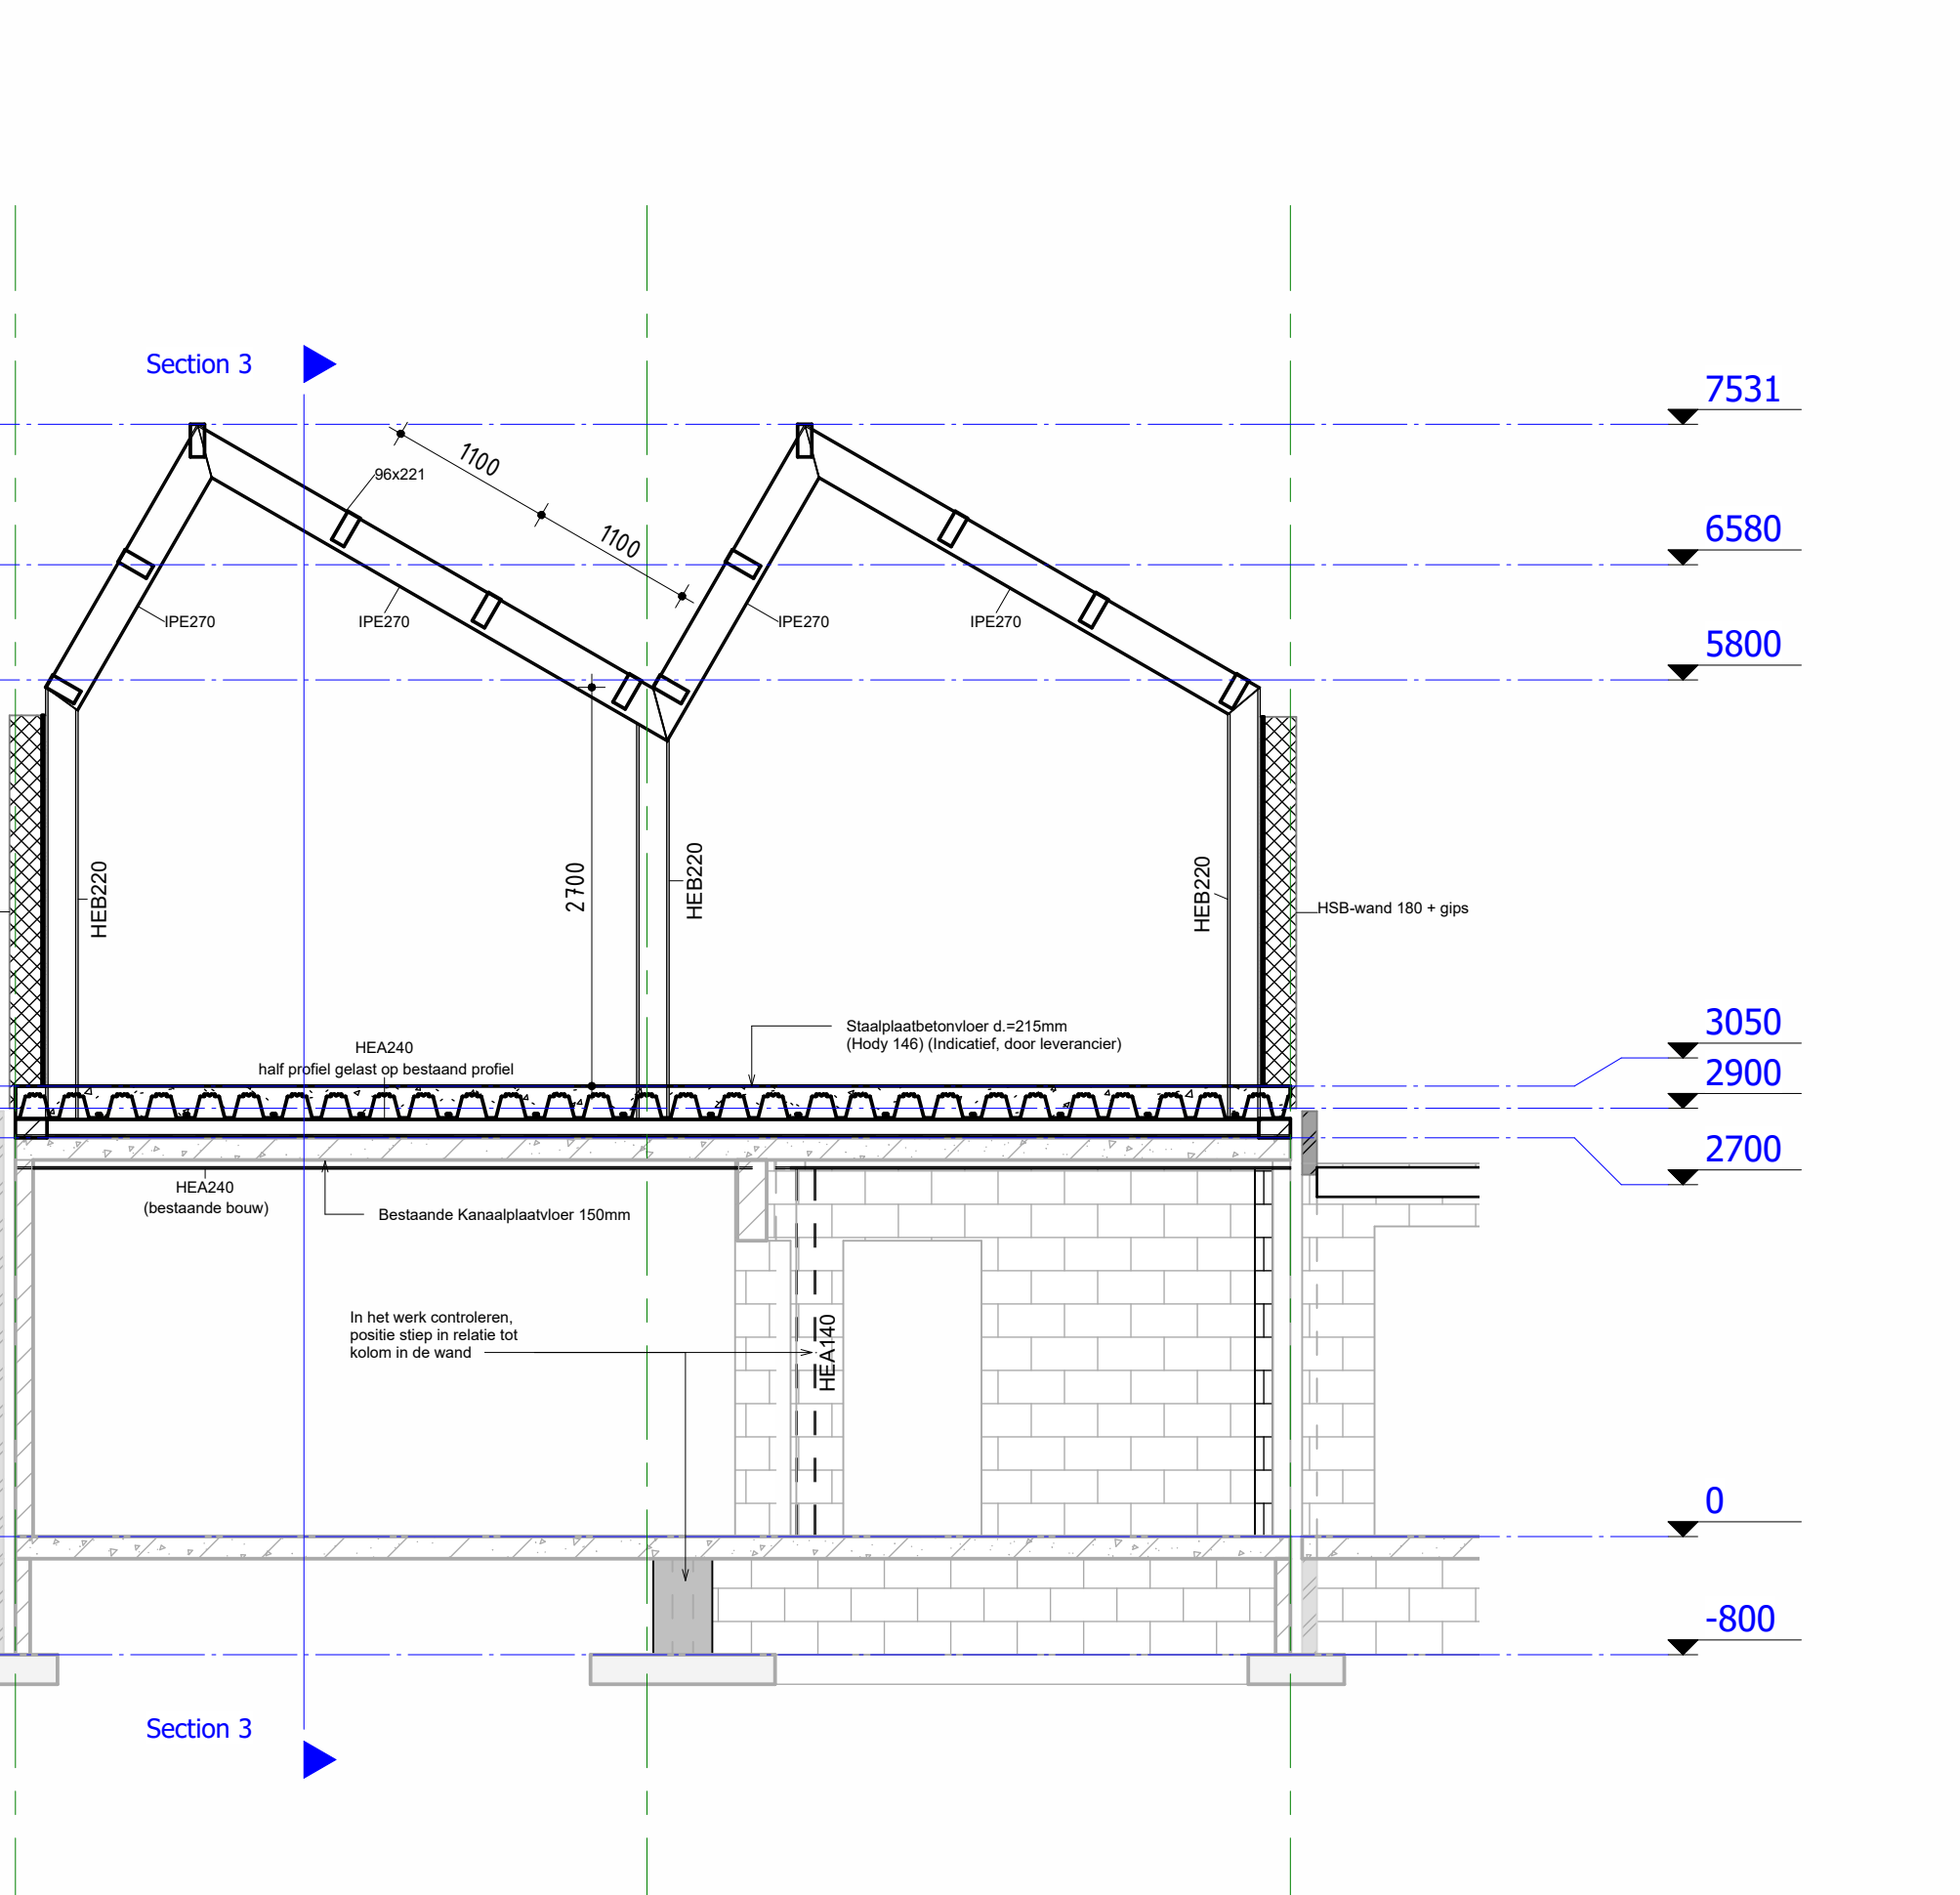 Section 3
7531
1100
96x221
1100
6580
IPE270
IPE270
IPE270
IPE270
5800
HEB220
2700
HEB220
HEB220
HSB-wand 180 + gips
Staalplaatbetonvloer d.=215mm
(Hody 146) (Indicatief, door leverancier)
HEA240
half profiel gelast op bestaand profiel
3050
2900
2700
HEA240
(bestaande bouw)
Bestaande Kanaalplaatvloer 150mm
In het werk controleren,
positie stiep in relatie tot
kolom in de wand
HEA140
0
-800
Section 3